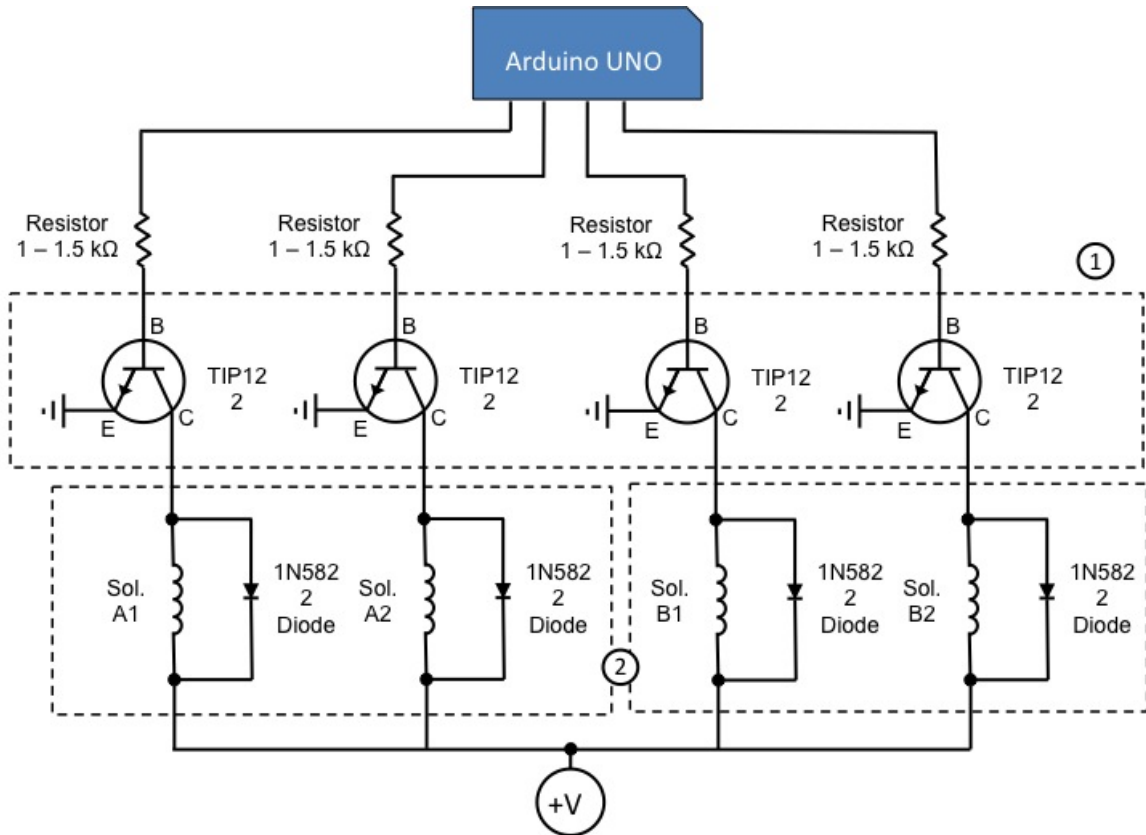 Arduino UNO
Resistor
1 – 1.5 kΩ
Resistor
1 – 1.5 kΩ
Resistor
1 – 1.5 kΩ
Resistor
1 – 1.5 kΩ
1
B
TIP12
2
E
C
B
TIP12
2
E
C
B
TIP12
2
E
C
B
TIP12
2
E
C
Sol.
A1
1N582
2
Diode
Sol.
A2
1N582
2
Diode
2
Sol.
B1
1N582
2
Diode
Sol.
B2
1N582
2
Diode
+V